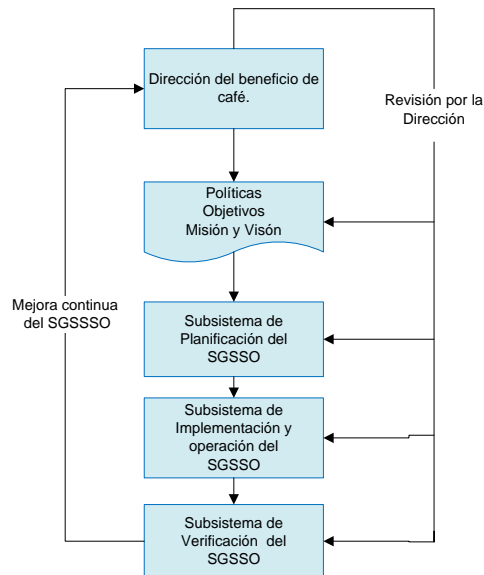 Dirección del beneficio de
café.
Revisión por la
Dirección
Políticas
Objetivos
Misión y Visón
Mejora continua
del SGSSSO
Subsistema de
Planificación del
SGSSO
Subsistema de
Implementación y
operación del
SGSSO
Subsistema de
Verificación del
SGSSO